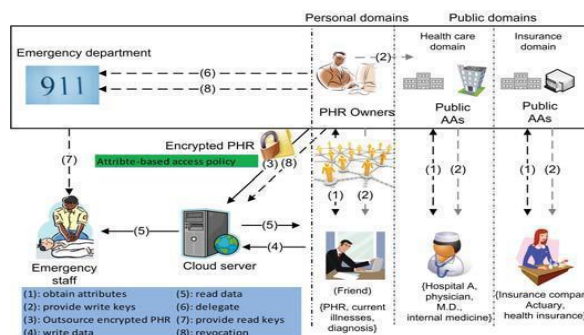 Personal domains
Public domains
Emergency department
911
(6)
(8)
(2)
PHR Owners
Health care
domain
Public
AAs
Insurance
domain
Public
AAs
Encrypted PHR
Attribte-based access policy
(7)
(3)
(8)
(1)
(2)
(1)
(2)
(1)
(2)
(5)
(5)
(4)
Emergency
staff
Cloud server
(Friend)
{PHR, current
illnesses,
diagnosis}
{Hospital A,
physician,
M.D.,
internal medicine}
{Insurance compan
Actuary,
health insurance}
(1): obtain attributes
(2): provide write keys
(3): Outsource encrypted PHR
(4): write data
(5): read data
(6): delegate
(7): provide read keys
(8): revocation